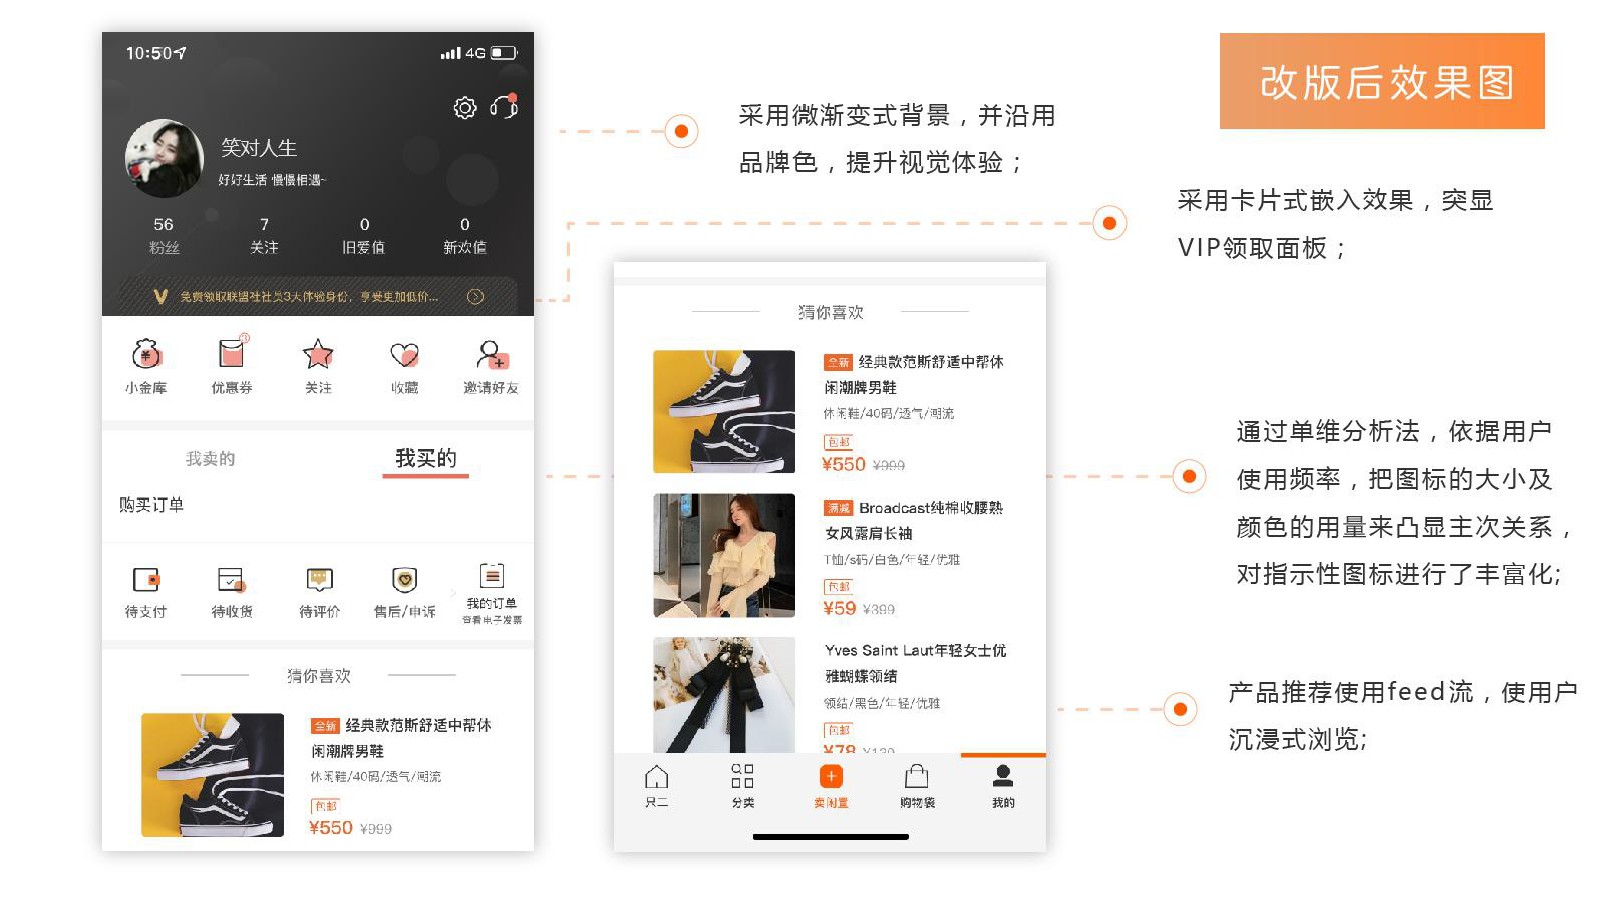 10:50
4G
改版后效果图
笑对人生
好好生活 慢慢相遇~
56
7
0
0
粉丝
关注
旧爱值
新欢值
免费领取联盟社社员3天体验身份，享受更加低价...
小金库
优惠券
关注
收藏
邀请好友
我卖的
我买的
购买订单
待支付
待收货
待评价
售后/申诉
我的订单
查看电子发票
猜你喜欢
全新 经典款范斯舒适中帮休
闲潮牌男鞋
休闲鞋/40码/透气/潮流
包邮
¥550 ¥999
采用微渐变式背景，并沿用
品牌色，提升视觉体验；
采用卡片式嵌入效果，突显
VIP领取面板；
猜你喜欢
全新 经典款范斯舒适中帮休
闲潮牌男鞋
休闲鞋/40码/透气/潮流
包邮
¥550 ¥999
满减 Broadcast纯棉收腰熟
女风露肩长袖
T恤/s码/白色/年轻/优雅
包邮
¥59 ¥399
Yves Saint Laut年轻女士优
雅蝴蝶领结
领结/黑色/年轻/优雅
包邮
¥78 ¥139
只二
分类
卖闲置
购物袋
我的
通过单维分析法，依据用户
使用频率，把图标的大小及
颜色的用量来凸显主次关系，
对指示性图标进行了丰富化;
产品推荐使用feed流，使用户
沉浸式浏览;